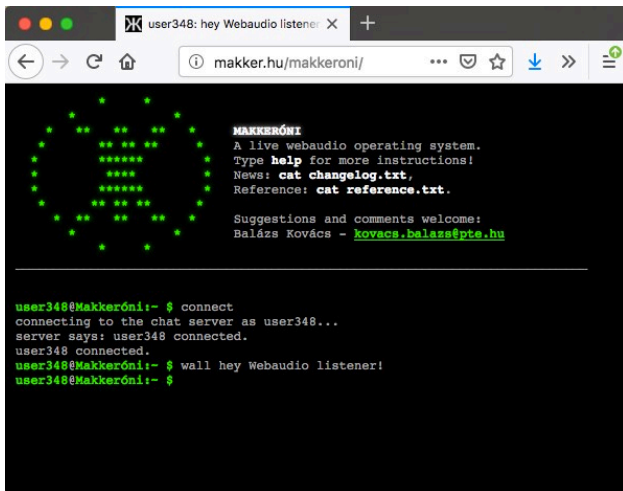 user348: hey Webaudio listener
makker.hu/makkeroni/
MAKKERÓNI
A live webaudio operating system.
Type help for more instructions!
News: cat changelog.txt,
Reference: cat reference.txt.
Suggestions and comments welcome:
Balázs Kovács - kovacs.balazs@pte.hu
user348@Makkeróni:~ $ connect
connecting to the chat server as user348...
server says: user348 connected.
user348 connected.
user348@Makkeróni:~ $ wall hey Webaudio listener!
user348@Makkeróni:~ $